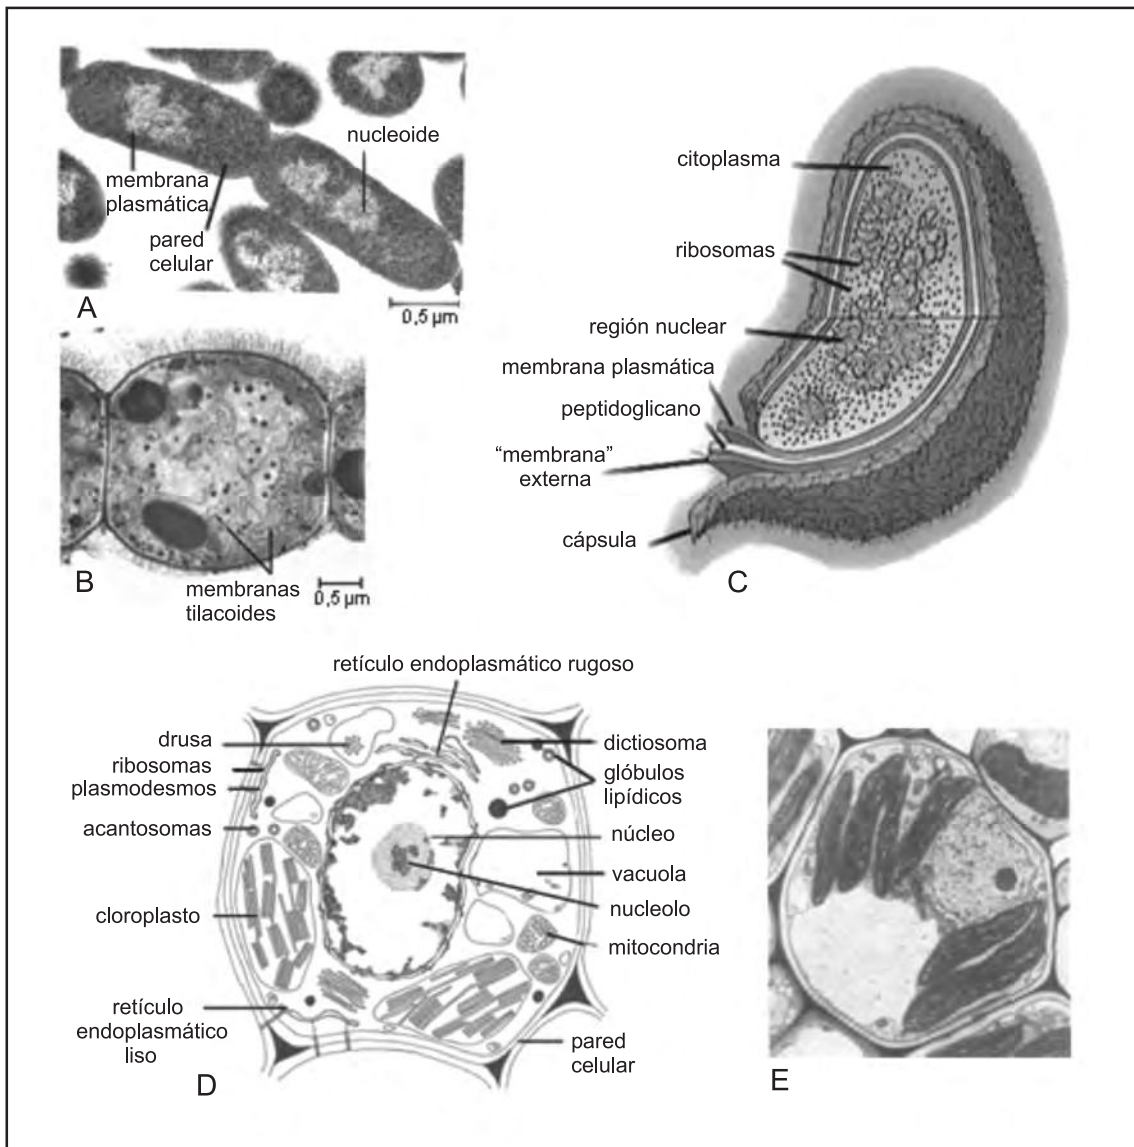 nucleoide
membrana
plasmática
pared
celular
A
0,5 µm
B
membranas
tilacoides
0,5 µm
citoplasma
ribosomas
región nuclear
membrana plasmática
peptidoglicano
“membrana”
externa
cápsula
C
retículo endoplasmático rugoso
drusa
ribosomas
plasmodesmos
acantosomas
cloroplasto
retículo
endoplasmático
liso
dictiosoma
glóbulos
lipídicos
núcleo
vacuola
nucleolo
mitocondria
pared
celular
D
E